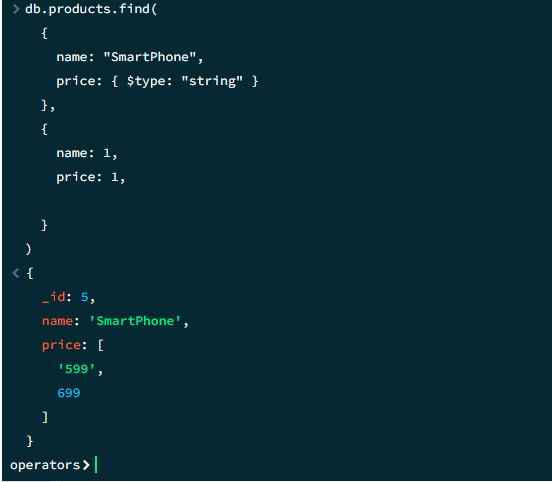 > db.products.find(
{
name: "SmartPhone",
price: { $type: "string" }
},
{
name: 1,
price: 1,
}
)
< {
_id: 5,
name: 'SmartPhone',
price: [
'599',
699
]
}
operators>